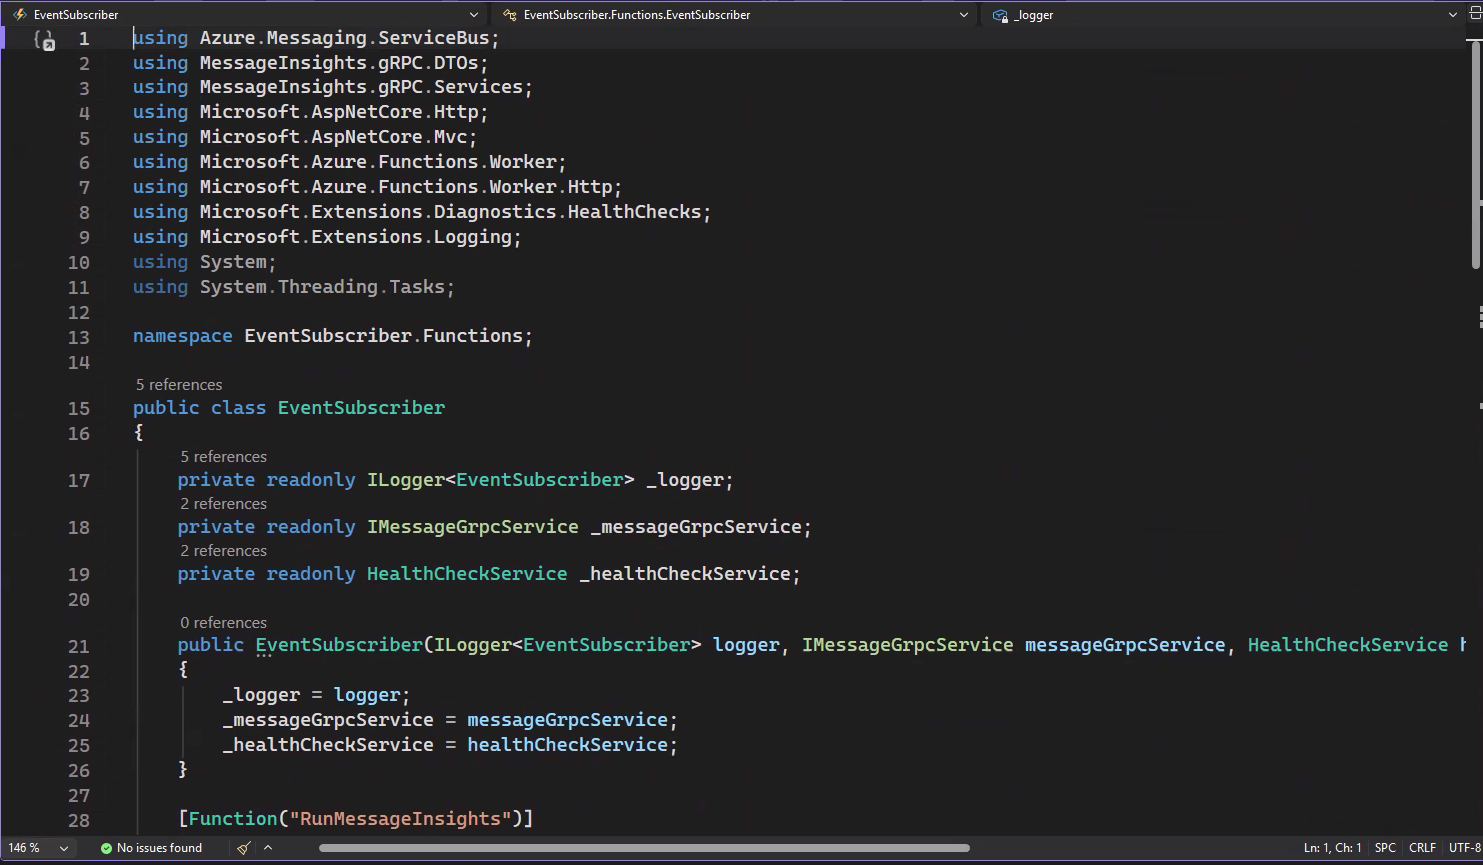 EventSubscriber EventSubscriber.Functions.EventSubscriber _logger
1 using Azure.Messaging.ServiceBus;
2 using MessageInsights.gRPC.DTOs;
3 using MessageInsights.gRPC.Services;
4 using Microsoft.AspNetCore.Http;
5 using Microsoft.AspNetCore.Mvc;
6 using Microsoft.Azure.Functions.Worker;
7 using Microsoft.Azure.Functions.Worker.Http;
8 using Microsoft.Extensions.Diagnostics.HealthChecks;
9 using Microsoft.Extensions.Logging;
10 using System;
11 using System.Threading.Tasks;
12
13 namespace EventSubscriber.Functions;
14
5 references
15 public class EventSubscriber
16 {
5 references
17 private readonly ILogger<EventSubscriber> _logger;
2 references
18 private readonly IMessageGrpcService _messageGrpcService;
2 references
19 private readonly HealthCheckService _healthCheckService;
20
0 references
21 public EventSubscriber(ILogger<EventSubscriber> logger, IMessageGrpcService messageGrpcService, HealthCheckService h
22 {
23 _logger = logger;
24 _messageGrpcService = messageGrpcService;
25 _healthCheckService = healthCheckService;
26 }
27
28 [Function("RunMessageInsights")]
146 % No issues found Ln: 1, Ch: 1 SPC CRLF UTF-8